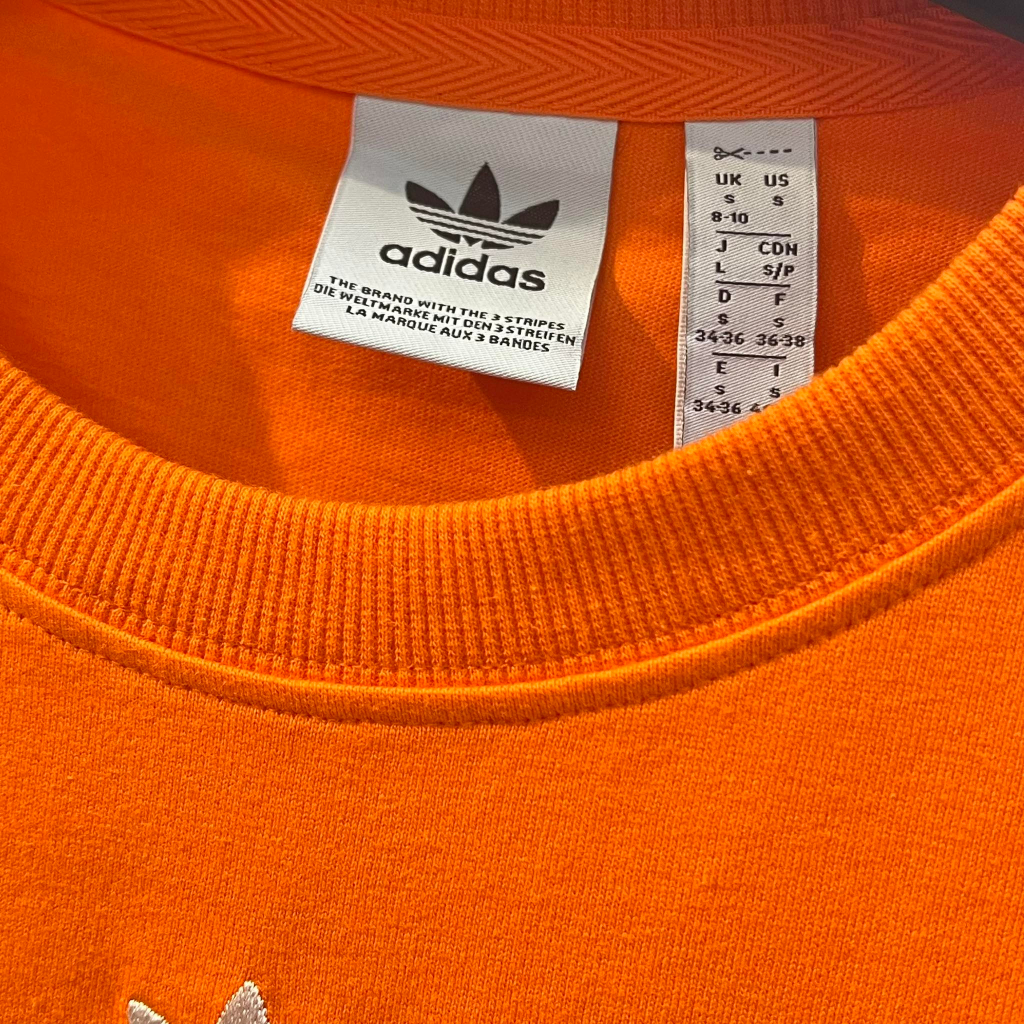 adidas
THE BRAND WITH THE 3 STRIPES
DIE WELTMARKE MIT DEN 3 STREIFEN
LA MARQUE AUX 3 BANDES
UK US
S S
8-10
J CDN
L S/P
D F
S S
34-36 36-38
E I
S S
34-36